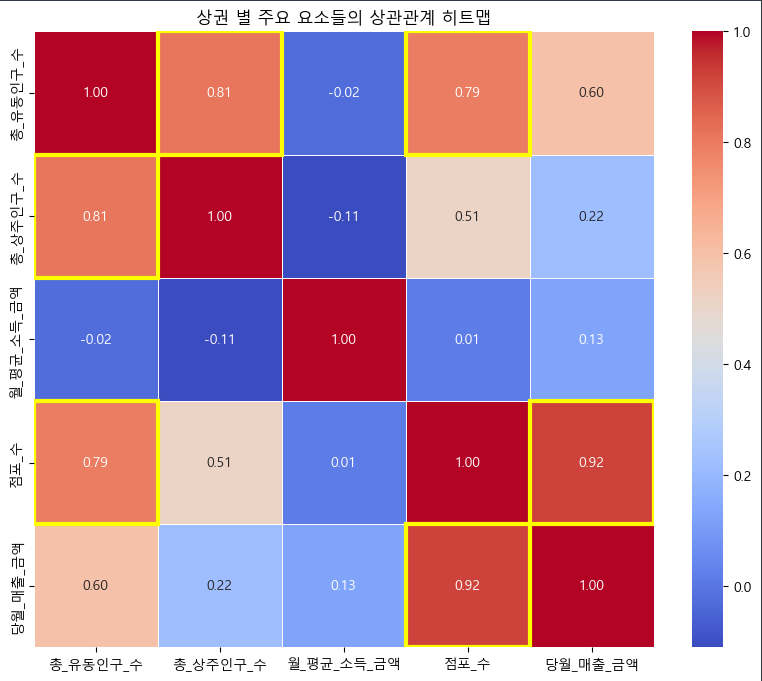 상권 별 주요 요소들의 상관관계 히트맵
총_유동인구_수
1.00
0.81
-0.02
0.79
0.60
총_상주인구_수
0.81
1.00
-0.11
0.51
0.22
월_평균_소득_금액
-0.02
-0.11
1.00
0.01
0.13
점포_수
0.79
0.51
0.01
1.00
0.92
당월_매출_금액
0.60
0.22
0.13
0.92
1.00
총_유동인구_수
총_상주인구_수
월_평균_소득_금액
점포_수
당월_매출_금액
1.0
0.8
0.6
0.4
0.2
0.0